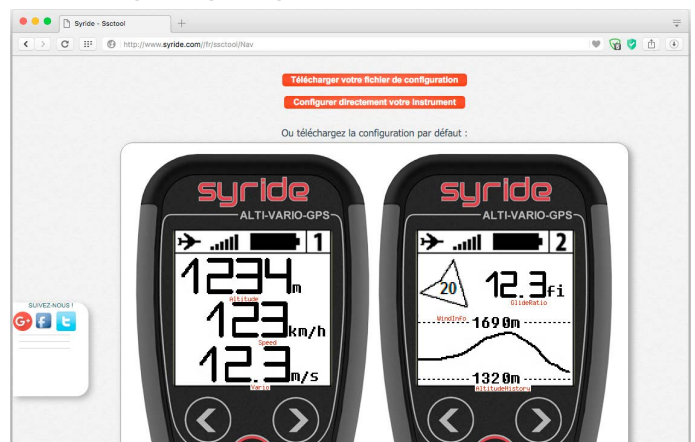 Syride - Ssctool
http://www.syride.com//fr/ssctool/Nav
Télécharger votre fichier de configuration
Configurer directement votre instrument
Ou téléchargez la configuration par défaut :
syride
ALTI-VARIO-GPS
1
1234m
Altitude
123km/h
Speed
12.3m/s
Vario
syride
ALTI-VARIO-GPS
2
20
12.3fi
GlideRatio
WindInfo
1690m
1320m
AltitudeHistory
SUIVEZ-NOUS !
G+
f
t